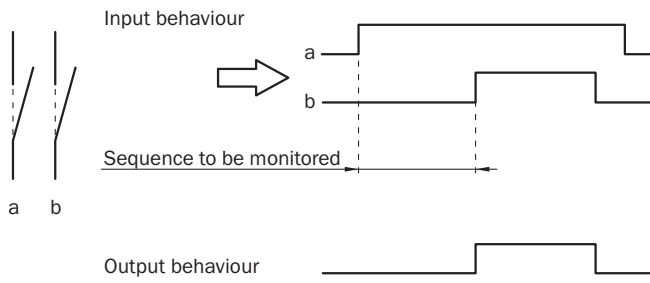 Input behaviour
a
b
Sequence to be monitored
a b
Output behaviour